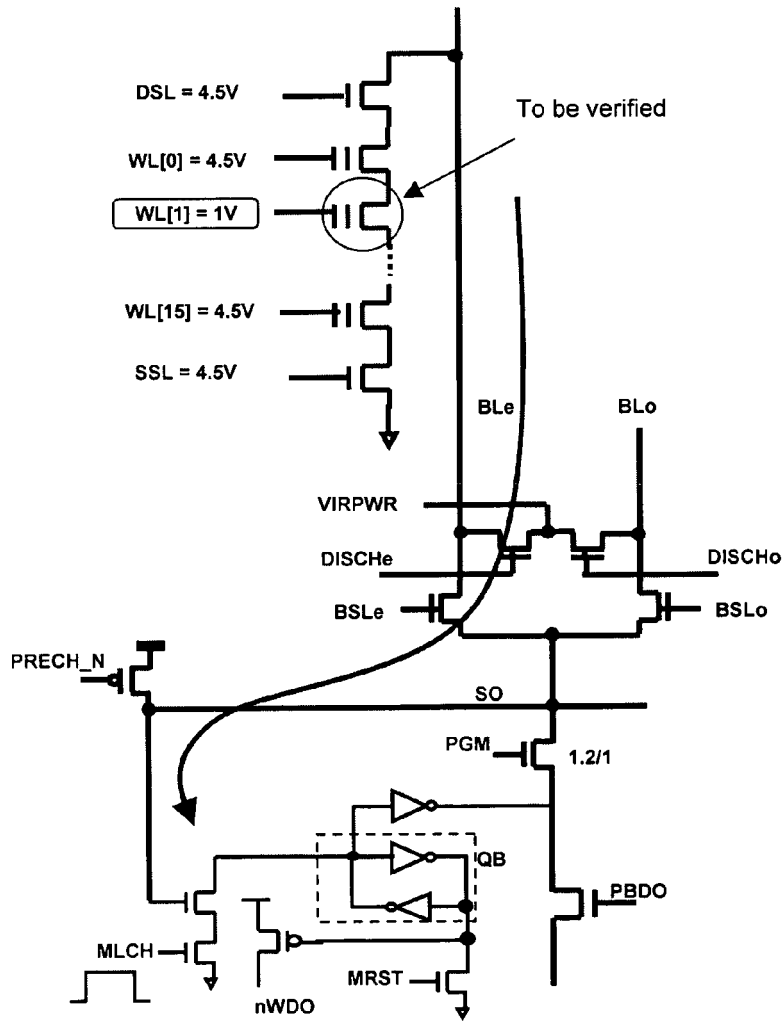 DSL = 4.5V
To be verified
WL[0] = 4.5V
WL[1] = 1V
WL[15] = 4.5V
SSL = 4.5V
BLe
BLo
VIRPWR
DISCHe
DISCHo
BSLe
BSLo
PRECH_N
SO
PGM
1.2/1
QB
PBDO
MLCH
MRST
nWDO